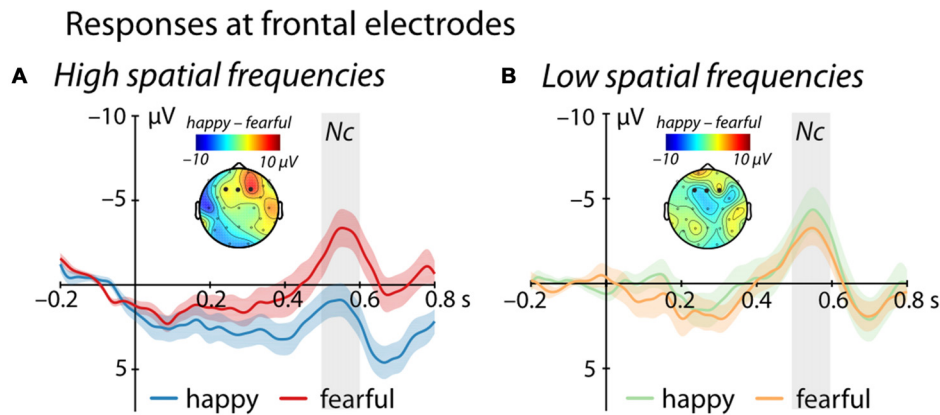 Responses at frontal electrodes
A High spatial frequencies
−10 μV
happy – fearful
−10 10 μV
Nc
−5
−0.2 0.2 0.4 0.6 0.8 s
5
happy fearful
B Low spatial frequencies
−10 μV
happy – fearful
−10 10 μV
Nc
−5
−0.2 0.2 0.4 0.6 0.8 s
5
happy fearful